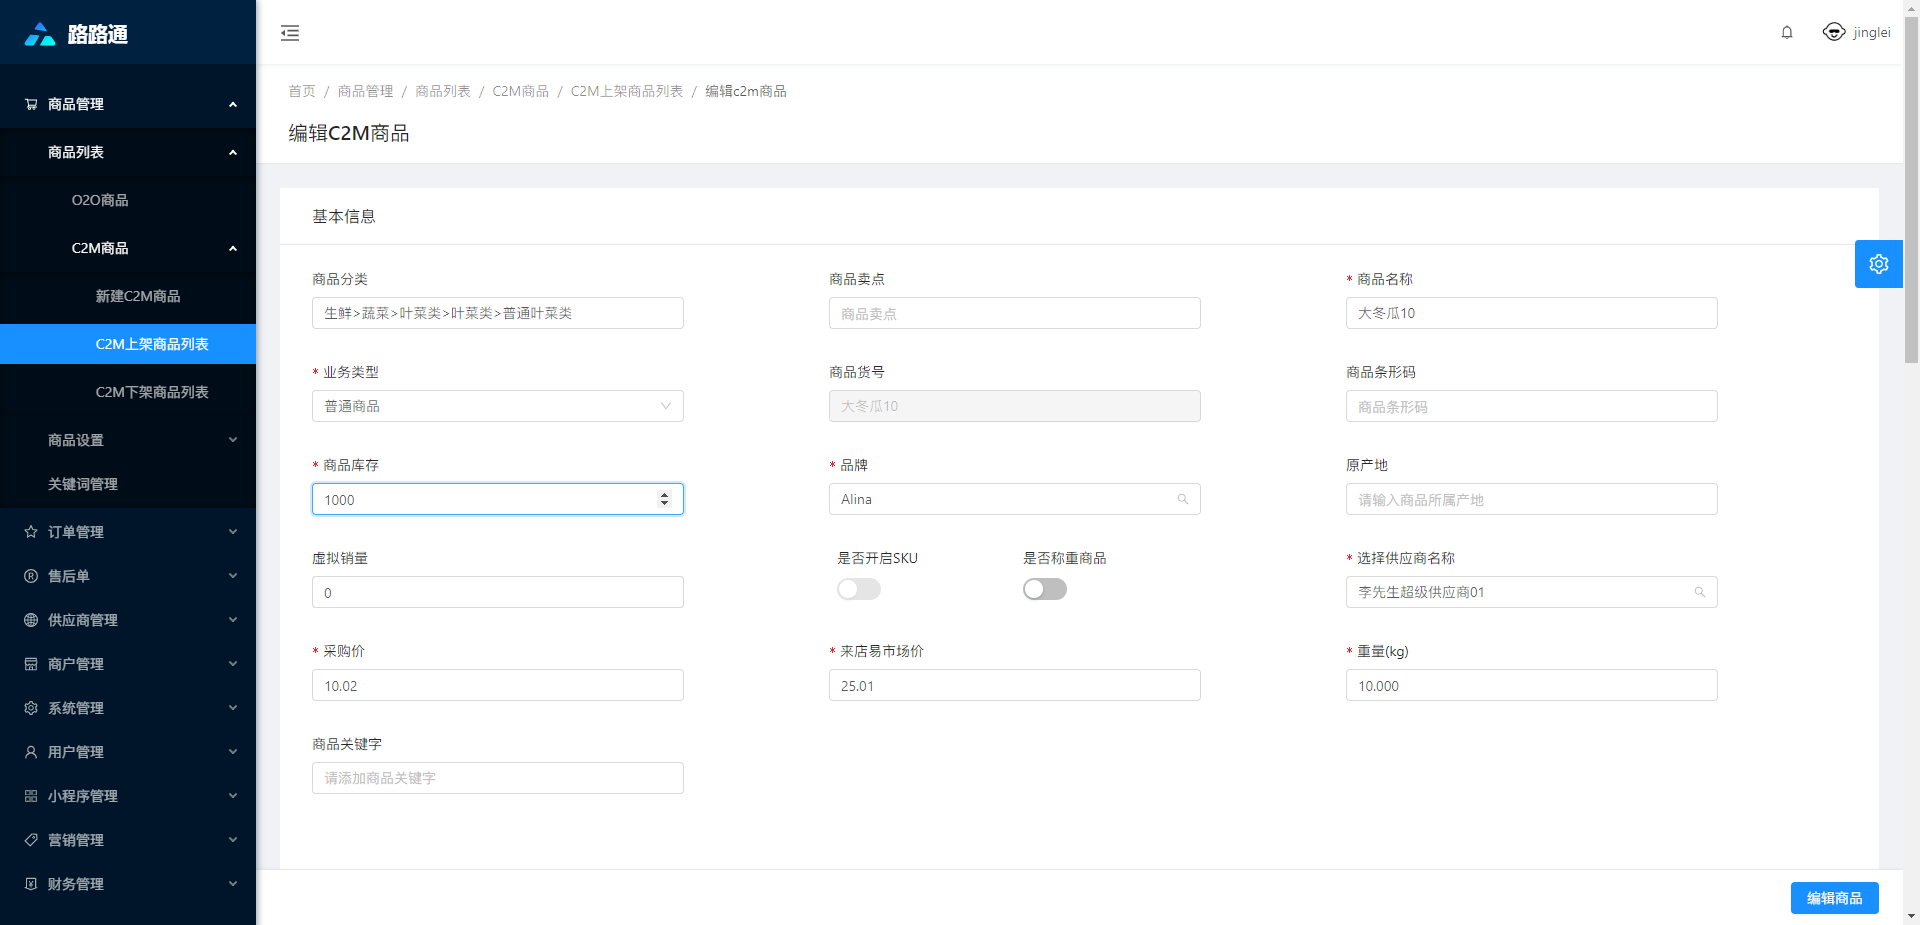 路路通
商品管理
商品列表
O2O商品
C2M商品
新建C2M商品
C2M上架商品列表
C2M下架商品列表
商品设置
关键词管理
订单管理
售后单
供应商管理
商户管理
系统管理
用户管理
小程序管理
营销管理
财务管理
jinglei
首页 / 商品管理 / 商品列表 / C2M商品 / C2M上架商品列表 / 编辑c2m商品
编辑C2M商品
基本信息
商品分类
生鲜>蔬菜>叶菜类>叶菜类>普通叶菜类
商品卖点
商品卖点
* 商品名称
大冬瓜10
* 业务类型
普通商品
商品货号
大冬瓜10
商品条形码
商品条形码
* 商品库存
1000
* 品牌
Alina
原产地
请输入商品所属产地
虚拟销量
0
是否开启SKU
是否称重商品
* 选择供应商名称
李先生超级供应商01
* 采购价
10.02
* 来店易市场价
25.01
* 重量(kg)
10.000
商品关键字
请添加商品关键字
编辑商品